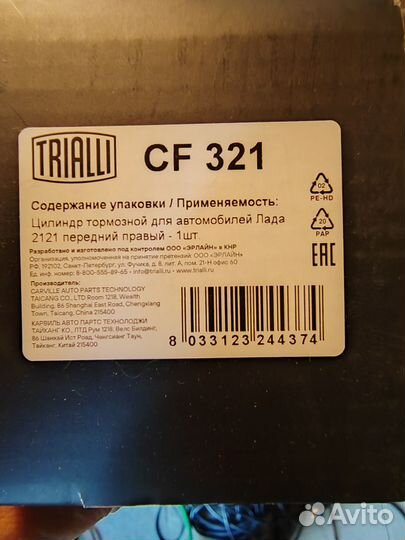 TRIALLI
CF 321
02
PE-HD
20
PAP
Содержание упаковки / Применяемость:
Цилиндр тормозной для автомобилей Лада
2121 передний правый - 1шт.
Разработано и изготовлено под контролем ООО «ЭРЛАЙН» в КНР
Организация, уполномоченная на принятие претензий: ООО «ЭРЛАЙН»
РФ, 192102, Санкт-Петербург, ул. Фучика, д. 8, лит А, пом. 21-Н офис 60
Ед. инф. номер: 8-800-555-89-65 • info@trialli.ru • www.trialli.ru
EAC
Производитель:
CARVILLE AUTO PARTS TECHNOLOGY
TAICANG CO., LTD Room 1218, Wealth
Building, 86 Shanghai East Road, Chengxiang
Town, Taicang, China 215400
КАРВИЛЬ АВТО ПАРТС ТЕХНОЛОДЖИ
ТАЙКАНГ КО., ЛТД Рум 1218, Велс Билдинг,
86 Шанхай Ист Роад, Ченгсианг Таун,
Тайканг, Китай 215400
8 033123 244374
Avito